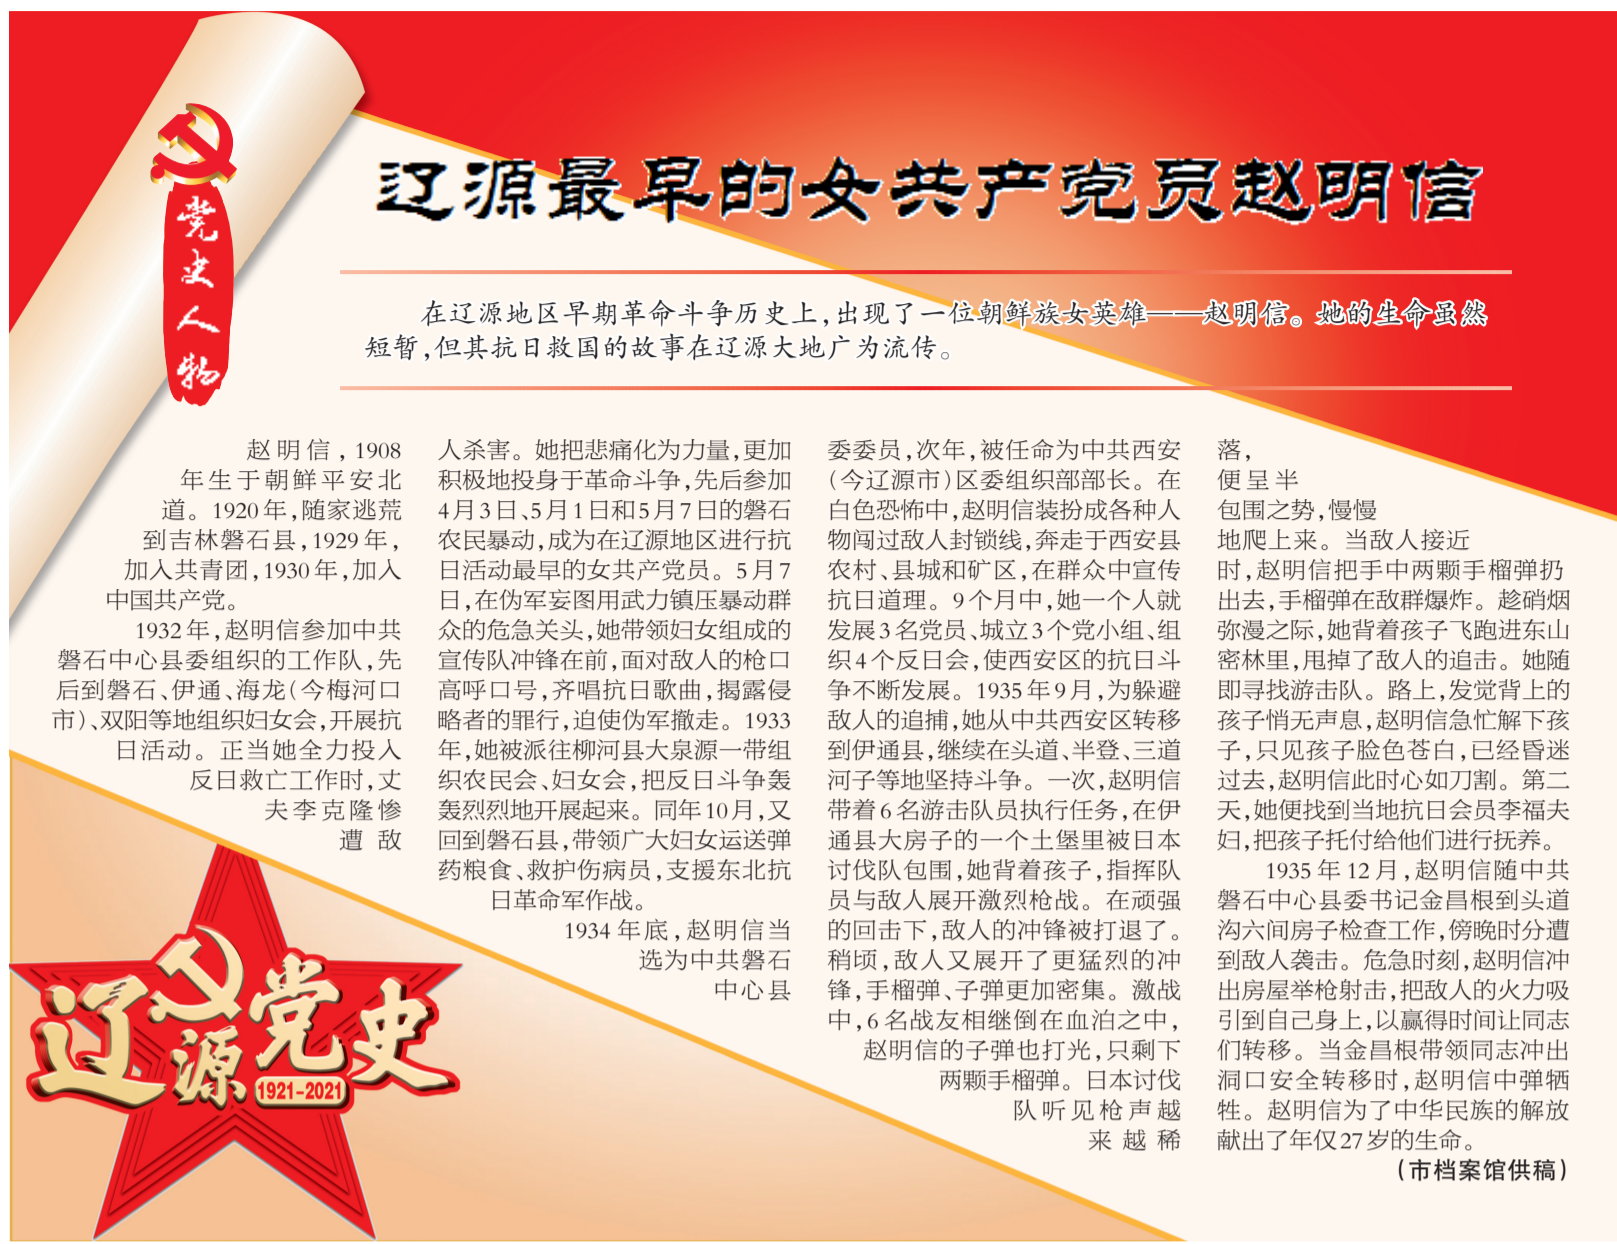 党史人物
辽源最早的女共产党员赵明信
在辽源地区早期革命斗争历史上,出现了一位朝鲜族女英雄——赵明信。她的生命虽然
短暂,但其抗日救国的故事在辽源大地广为流传。
赵明信,1908
年生于朝鲜平安北
道。1920年,随家逃荒
到吉林磐石县,1929年,
加入共青团,1930年,加入
中国共产党。
1932年,赵明信参加中共
磐石中心县委组织的工作队,先
后到磐石、伊通、海龙(今梅河口
市)、双阳等地组织妇女会,开展抗
日活动。正当她全力投入
反日救亡工作时,丈
夫李克隆惨
遭敌
人杀害。她把悲痛化为力量,更加
积极地投身于革命斗争,先后参加
4月3日、5月1日和5月7日的磐石
农民暴动,成为在辽源地区进行抗
日活动最早的女共产党员。5月7
日,在伪军妄图用武力镇压暴动群
众的危急关头,她带领妇女组成的
宣传队冲锋在前,面对敌人的枪口
高呼口号,齐唱抗日歌曲,揭露侵
略者的罪行,迫使伪军撤走。1933
年,她被派往柳河县大泉源一带组
织农民会、妇女会,把反日斗争轰
轰烈烈地开展起来。同年10月,又
回到磐石县,带领广大妇女运送弹
药粮食、救护伤病员,支援东北抗
日革命军作战。
1934年底,赵明信当
选为中共磐石
中心县
委委员,次年,被任命为中共西安
(今辽源市)区委组织部部长。在
白色恐怖中,赵明信装扮成各种人
物闯过敌人封锁线,奔走于西安县
农村、县城和矿区,在群众中宣传
抗日道理。9个月中,她一个人就
发展3名党员、城立3个党小组、组
织4个反日会,使西安区的抗日斗
争不断发展。1935年9月,为躲避
敌人的追捕,她从中共西安区转移
到伊通县,继续在头道、半登、三道
河子等地坚持斗争。一次,赵明信
带着6名游击队员执行任务,在伊
通县大房子的一个土堡里被日本
讨伐队包围,她背着孩子,指挥队
员与敌人展开激烈枪战。在顽强
的回击下,敌人的冲锋被打退了。
稍顷,敌人又展开了更猛烈的冲
锋,手榴弹、子弹更加密集。激战
中,6名战友相继倒在血泊之中,
赵明信的子弹也打光,只剩下
两颗手榴弹。日本讨伐
队听见枪声越
来越稀
落,
便呈半
包围之势,慢慢
地爬上来。当敌人接近
时,赵明信把手中两颗手榴弹扔
出去,手榴弹在敌群爆炸。趁硝烟
弥漫之际,她背着孩子飞跑进东山
密林里,甩掉了敌人的追击。她随
即寻找游击队。路上,发觉背上的
孩子悄无声息,赵明信急忙解下孩
子,只见孩子脸色苍白,已经昏迷
过去,赵明信此时心如刀割。第二
天,她便找到当地抗日会员李福夫
妇,把孩子托付给他们进行抚养。
1935年12月,赵明信随中共
磐石中心县委书记金昌根到头道
沟六间房子检查工作,傍晚时分遭
到敌人袭击。危急时刻,赵明信冲
出房屋举枪射击,把敌人的火力吸
引到自己身上,以赢得时间让同志
们转移。当金昌根带领同志冲出
洞口安全转移时,赵明信中弹牺
牲。赵明信为了中华民族的解放
献出了年仅27岁的生命。
(市档案馆供稿)
辽源党史
1921-2021